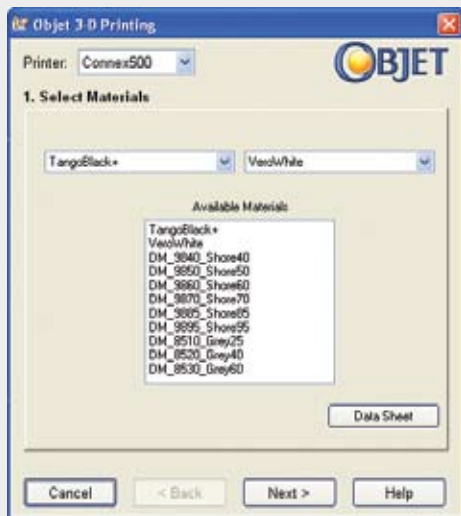 Objet 3-D Printing
Printer: Connex500
OBJET
1. Select Materials
TangoBlack+ VeroWhite
Available Materials
TangoBlack+
VeroWhite
DM_9840_Shore40
DM_9850_Shore50
DM_9860_Shore60
DM_9870_Shore70
DM_9885_Shore85
DM_9895_Shore95
DM_8510_Grey25
DM_8520_Grey40
DM_8530_Grey60
Data Sheet
Cancel < Back Next > Help